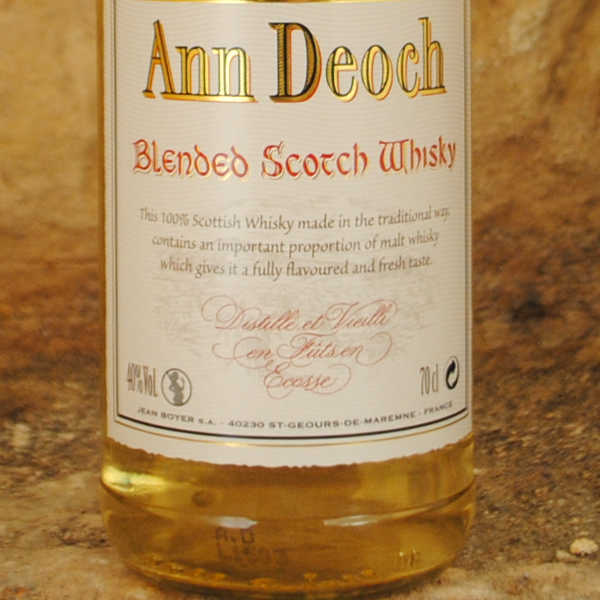 Ann Deoch
Blended Scotch Whisky
This 100% Scottish Whisky made in the traditional way,
contains an important proportion of malt whisky
which gives it a fully flavoured and fresh taste.
Distille et Vieilli
en Fûts en
Ecosse
40% Vol. 70 cl
JEAN BOYER S.A. - 40230 ST-GEOURS-DE-MAREMNE - FRANCE